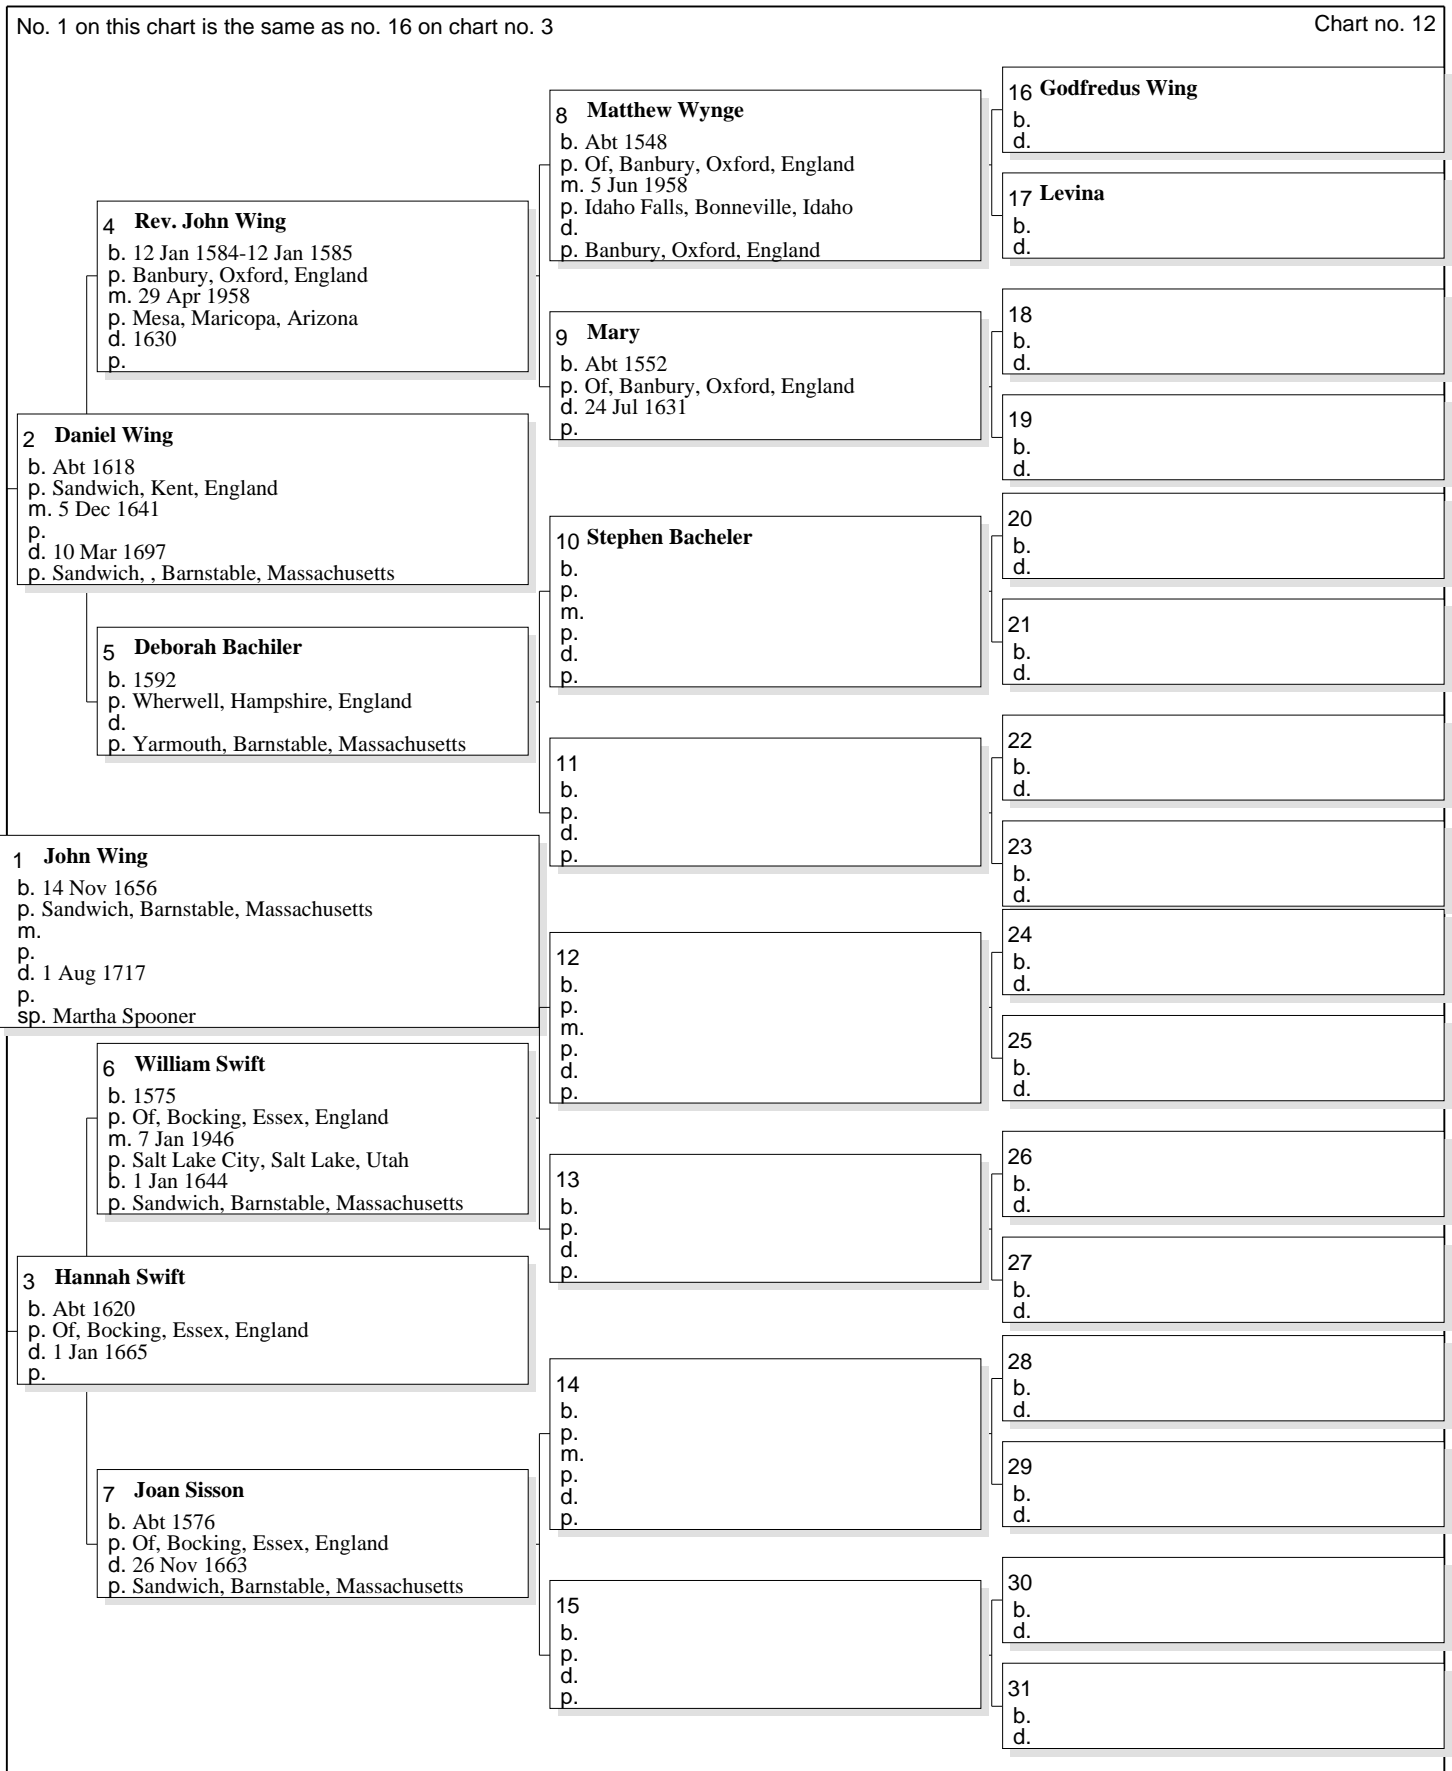 No. 1 on this chart is the same as no. 16 on chart no. 3
Chart no. 12
1 John Wing
b. 14 Nov 1656
p. Sandwich, Barnstable, Massachusetts
m.
p.
d. 1 Aug 1717
p.
sp. Martha Spooner
2 Daniel Wing
b. Abt 1618
p. Sandwich, Kent, England
m. 5 Dec 1641
p.
d. 10 Mar 1697
p. Sandwich, , Barnstable, Massachusetts
3 Hannah Swift
b. Abt 1620
p. Of, Bocking, Essex, England
d. 1 Jan 1665
p.
4 Rev. John Wing
b. 12 Jan 1584-12 Jan 1585
p. Banbury, Oxford, England
m. 29 Apr 1958
p. Mesa, Maricopa, Arizona
d. 1630
p.
5 Deborah Bachiler
b. 1592
p. Wherwell, Hampshire, England
d.
p. Yarmouth, Barnstable, Massachusetts
6 William Swift
b. 1575
p. Of, Bocking, Essex, England
m. 7 Jan 1946
p. Salt Lake City, Salt Lake, Utah
b. 1 Jan 1644
p. Sandwich, Barnstable, Massachusetts
7 Joan Sisson
b. Abt 1576
p. Of, Bocking, Essex, England
d. 26 Nov 1663
p. Sandwich, Barnstable, Massachusetts
8 Matthew Wynge
b. Abt 1548
p. Of, Banbury, Oxford, England
m. 5 Jun 1958
p. Idaho Falls, Bonneville, Idaho
d.
p. Banbury, Oxford, England
9 Mary
b. Abt 1552
p. Of, Banbury, Oxford, England
d. 24 Jul 1631
p.
10 Stephen Bacheler
b.
p.
m.
p.
d.
p.
11
b.
p.
d.
p.
12
b.
p.
m.
p.
d.
p.
13
b.
p.
d.
p.
14
b.
p.
m.
p.
d.
p.
15
b.
p.
d.
p.
16 Godfredus Wing
b.
d.
17 Levina
b.
d.
18
b.
d.
19
b.
d.
20
b.
d.
21
b.
d.
22
b.
d.
23
b.
d.
24
b.
d.
25
b.
d.
26
b.
d.
27
b.
d.
28
b.
d.
29
b.
d.
30
b.
d.
31
b.
d.